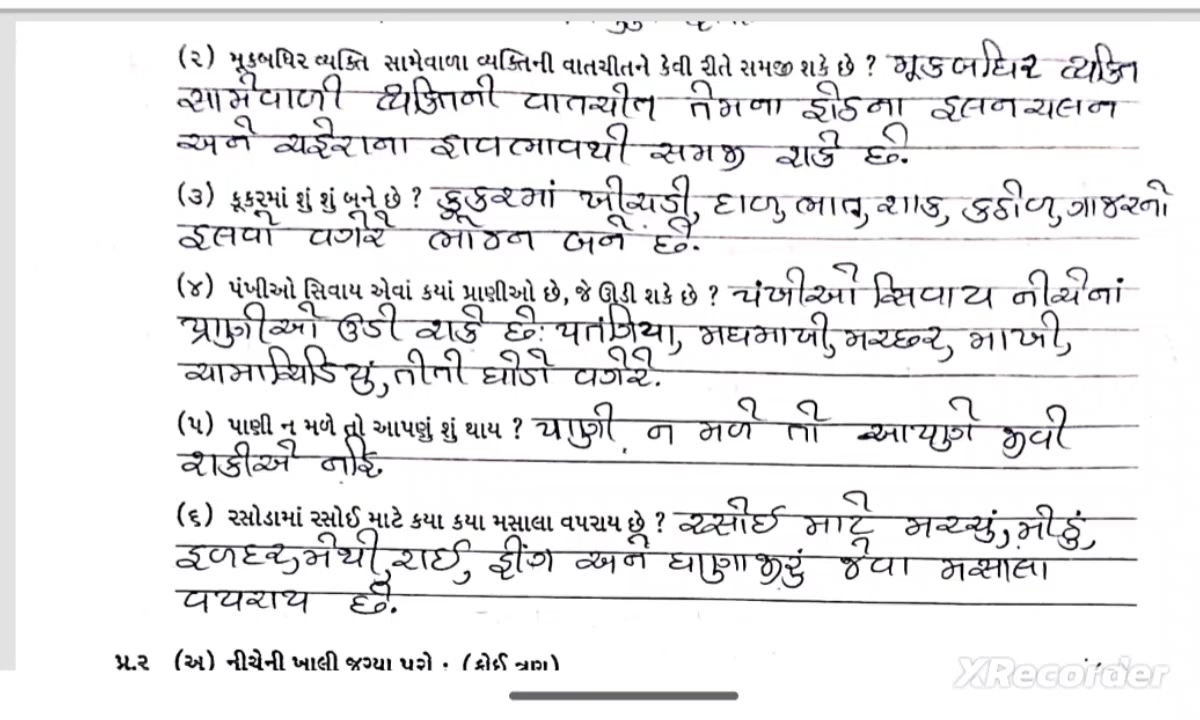 (૨) મૂકબધિર વ્યક્તિ સામેવાળા વ્યક્તિની વાતચીતને કેવી રીતે સમજી શકે છે ? મૂકબધિર વ્યક્તિ
સામેવાળી વ્યક્તિની વાતચીત તેમના હોઠના હલનચલન
અને ચહેરાના હાવભાવથી સમજી શકે છે.
(૩) કૂકરમાં શું શું બને છે ? કુકરમાં ખીચડી, દાળ, ભાત, શાક, કઠોળ, ગાજરનો
હલવો વગેરે ભોજન બને છે.
(૪) પંખીઓ સિવાય એવાં કયાં પ્રાણીઓ છે, જે ઊડી શકે છે ? પંખીઓ સિવાય નીચેનાં
પ્રાણીઓ ઉડી શકે છે: પતંગિયા, મધમાખી, મચ્છર, માખી,
ચામાચિડિયું, તીતી ઘોડો વગેરે.
(૫) પાણી ન મળે તો આપણું શું થાય ? પાણી ન મળે તો આપણે જીવી
શકીએ નહિ
(૬) રસોડામાં રસોઈ માટે કયા કયા મસાલા વપરાય છે ? રસોઈ માટે મરચું, મીઠું,
હળદર, મેથી, રાઈ, હીંગ અને ધાણાજીરું જેવા મસાલા
વપરાય છે.
પ્ર.૨ (અ) નીચેની ખાલી જગ્યા પૂરો : (કોઈ ત્રણ)
XRecorder